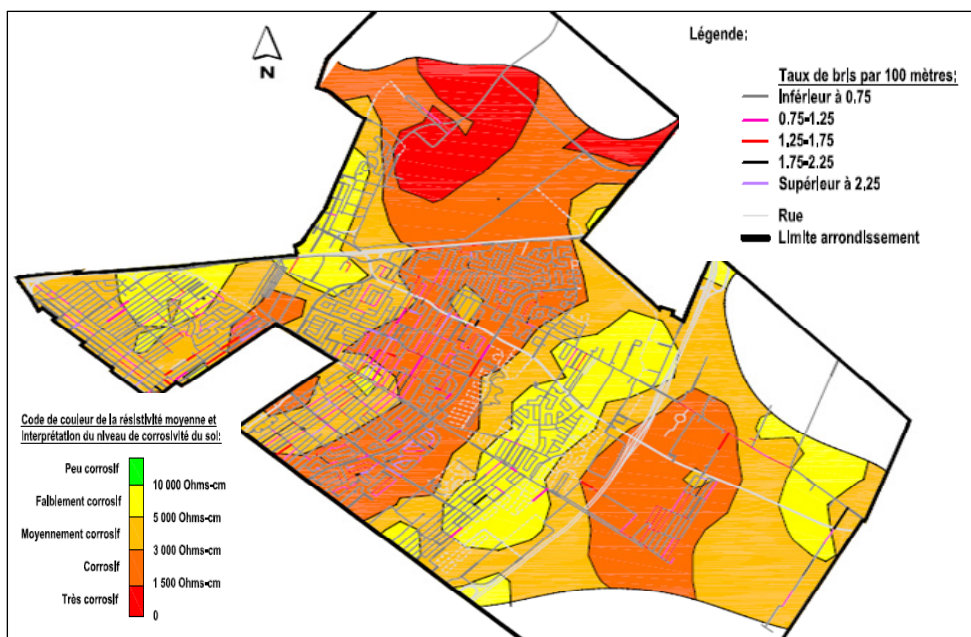 N
Légende:
Taux de bris par 100 mètres:
Inférieur à 0,75
0.75-1.25
1.25-1.75
1.75-2.25
Supérieur à 2,25
Rue
Limite arrondissement
Code de couleur de la résistivité moyenne et
interprétation du niveau de corrosivité du sol:
Peu corrosif
10 000 Ohms-cm
Faiblement corrosif
5 000 Ohms-cm
Moyennement corrosif
3 000 Ohms-cm
Corrosif
1 500 Ohms-cm
Très corrosif
0